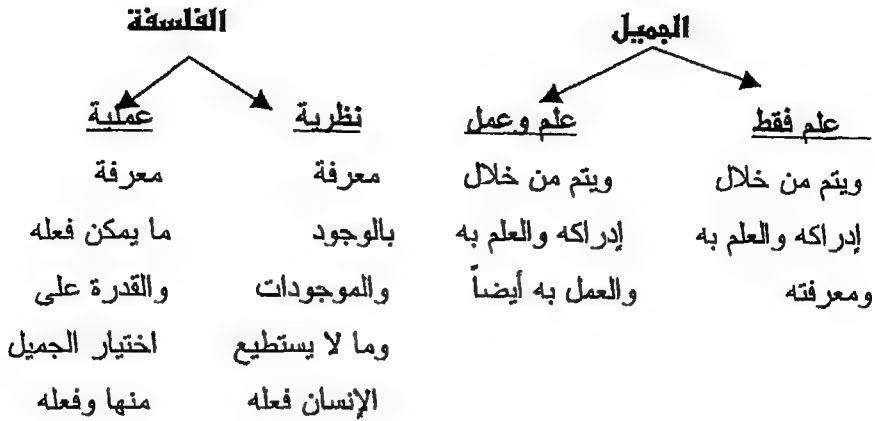 الجميل
علم فقط
ويتم من خلال
إدراكه والعلم به
ومعرفته
علم وعمل
ويتم من خلال
إدراكه والعلم به
والعمل به أيضاً
الفلسفة
نظرية
معرفة
بالوجود
والموجودات
وما لا يستطيع
الإنسان فعله
عملية
معرفة
ما يمكن فعله
والقدرة على
اختيار الجميل
منها وفعله